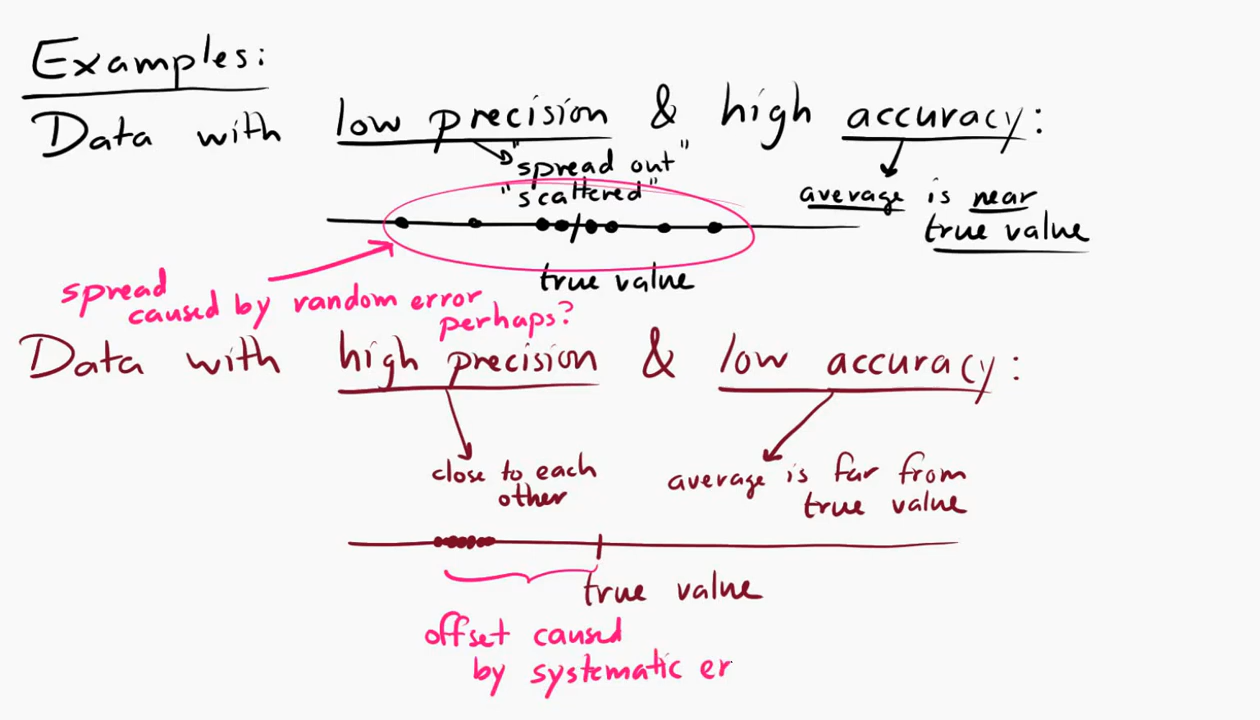 Examples:
Data with low precision & high accuracy:
"spread out"
"scattered"
average is near
true value
true value
spread
caused by random error
perhaps?
Data with high precision & low accuracy:
close to each
other
average is far from
true value
true value
offset caused
by systematic er